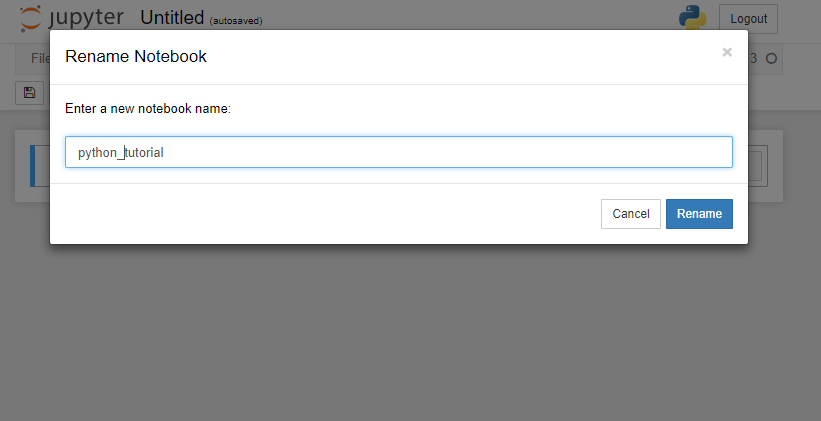 jupyter Untitled (autosaved) Logout
Rename Notebook ×
File 3
Enter a new notebook name:
python_tutorial
Cancel Rename